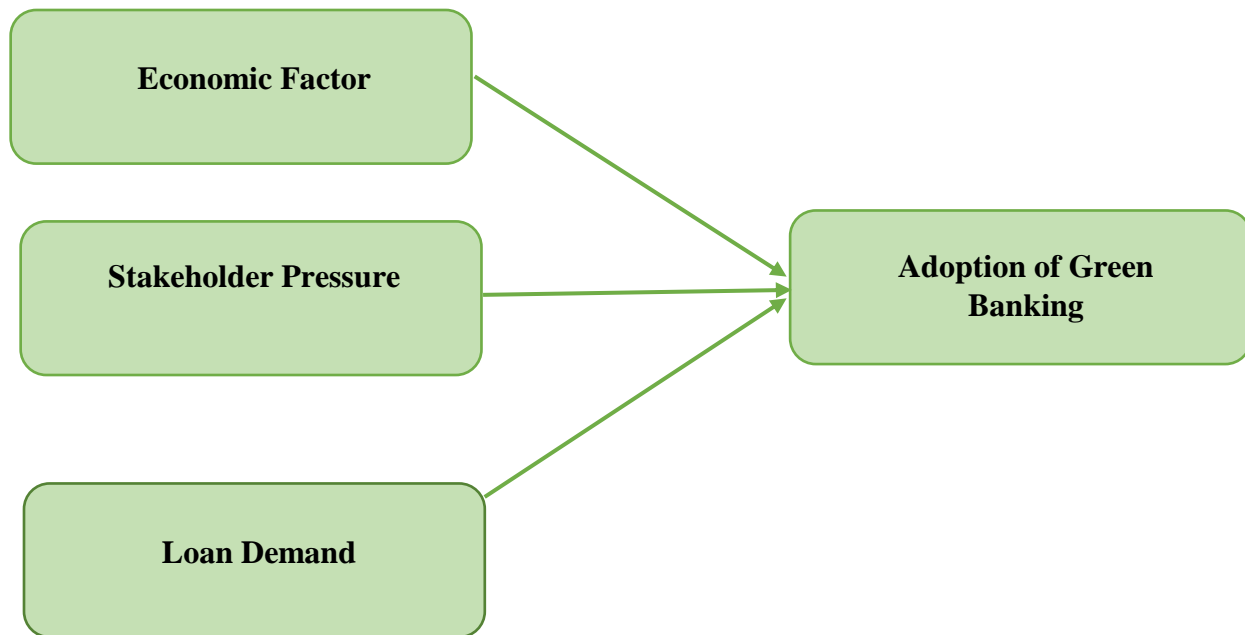 Economic Factor
Stakeholder Pressure
Adoption of Green
Banking
Loan Demand